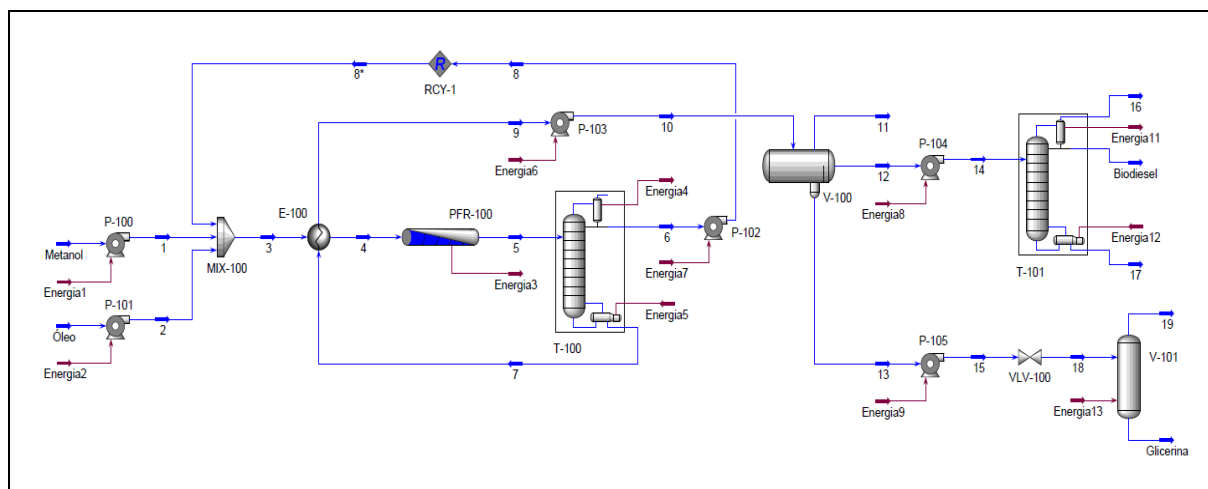 8*
R
8
RCY-1
16
9
P-103
10
11
Energia11
P-104
Energia6
12
14
Biodiesel
V-100
Energia4
P-100
E-100
PFR-100
Energia8
Metanol
1
3
4
5
6
P-102
Energia12
MIX-100
Energia7
T-101
17
Energia1
Energia3
P-101
Energia5
19
Óleo
2
T-100
P-105
V-101
Energia2
7
13
15
VLV-100
18
Energia9
Energia13
Glicerina